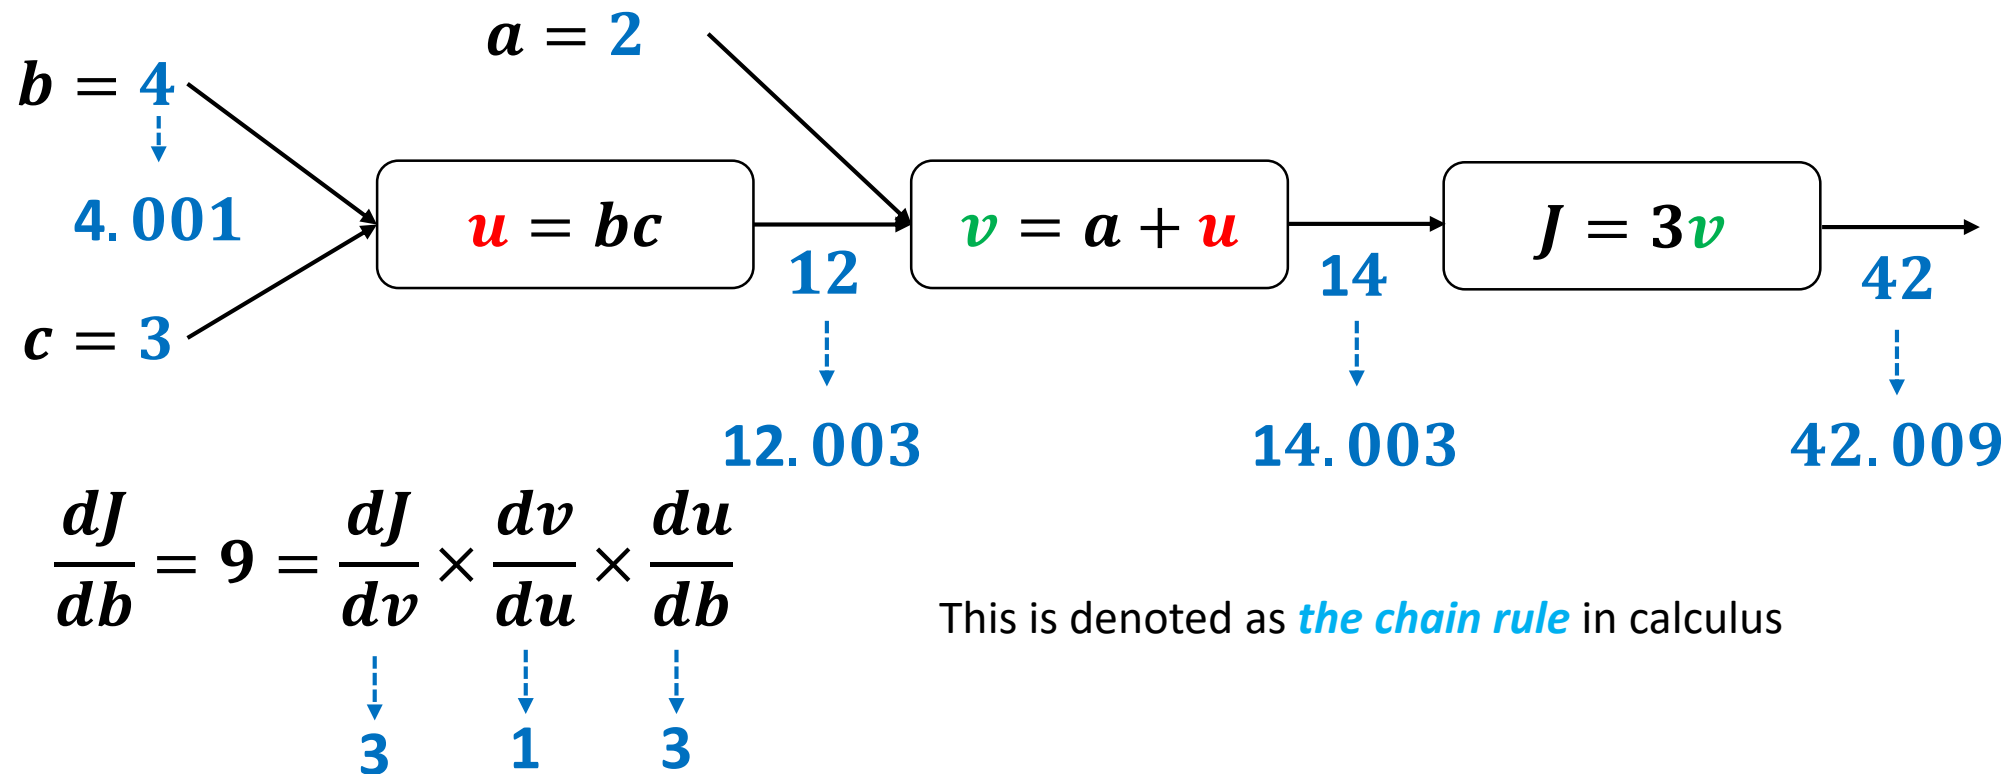 a = 2
b = 4
4.001
u = bc
v = a + u
J = 3v
12
14
42
c = 3
12.003
14.003
42.009
dJ/db = 9 = dJ/dv × dv/du × du/db
This is denoted as the chain rule in calculus
3 1 3